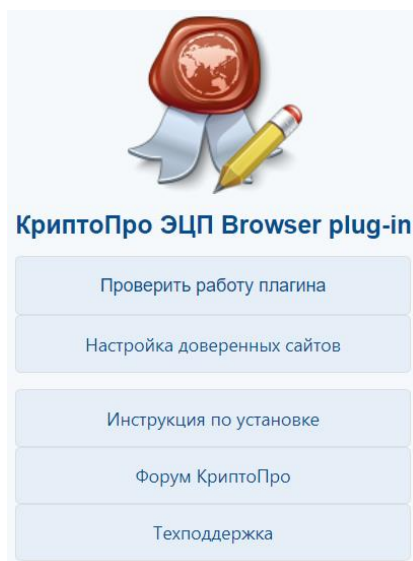 КриптоПро ЭЦП Browser plug-in
Проверить работу плагина
Настройка доверенных сайтов
Инструкция по установке
Форум КриптоПро
Техподдержка